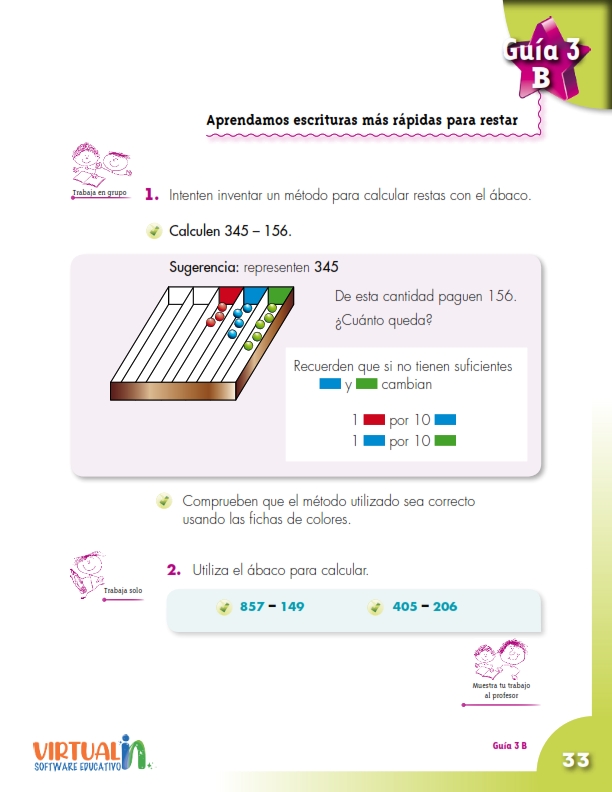 Guía 3
B
Aprendamos escrituras más rápidas para restar
Trabaja en grupo
1. Intenten inventar un método para calcular restas con el ábaco.
Calculen 345 – 156.
Sugerencia: representen 345
De esta cantidad paguen 156.
¿Cuánto queda?
Recuerden que si no tienen suficientes
y cambian
1 por 10
1 por 10
Comprueben que el método utilizado sea correcto
usando las fichas de colores.
Trabaja solo
2. Utiliza el ábaco para calcular.
857 – 149 405 – 206
Muestra tu trabajo
al profesor
Guía 3 B
33
VIRTUAL in
SOFTWARE EDUCATIVO